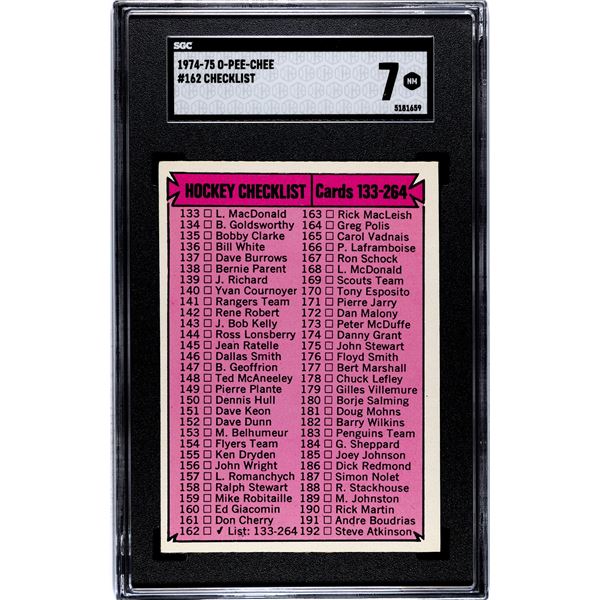 SGC
1974-75 O-PEE-CHEE
#162 CHECKLIST
7 NM
5181659
HOCKEY CHECKLIST Cards 133-264
133 L. MacDonald 163 Rick MacLeish
134 B. Goldsworthy 164 Greg Polis
135 Bobby Clarke 165 Carol Vadnais
136 Bill White 166 P. Laframboise
137 Dave Burrows 167 Ron Schock
138 Bernie Parent 168 L. McDonald
139 J. Richard 169 Scouts Team
140 Yvan Cournoyer 170 Tony Esposito
141 Rangers Team 171 Pierre Jarry
142 Rene Robert 172 Dan Malony
143 J. Bob Kelly 173 Peter McDuffe
144 Ross Lonsberry 174 Danny Grant
145 Jean Ratelle 175 John Stewart
146 Dallas Smith 176 Floyd Smith
147 B. Geoffrion 177 Bert Marshall
148 Ted McAneeley 178 Chuck Lefley
149 Pierre Plante 179 Gilles Villemure
150 Dennis Hull 180 Borje Salming
151 Dave Keon 181 Doug Mohns
152 Dave Dunn 182 Barry Wilkins
153 M. Belhumeur 183 Penguins Team
154 Flyers Team 184 G. Sheppard
155 Ken Dryden 185 Joey Johnson
156 John Wright 186 Dick Redmond
157 L. Romanchych 187 Simon Nolet
158 Ralph Stewart 188 R. Stackhouse
159 Mike Robitaille 189 M. Johnston
160 Ed Giacomin 190 Rick Martin
161 Don Cherry 191 Andre Boudrias
162 ✓ List: 133-264 192 Steve Atkinson